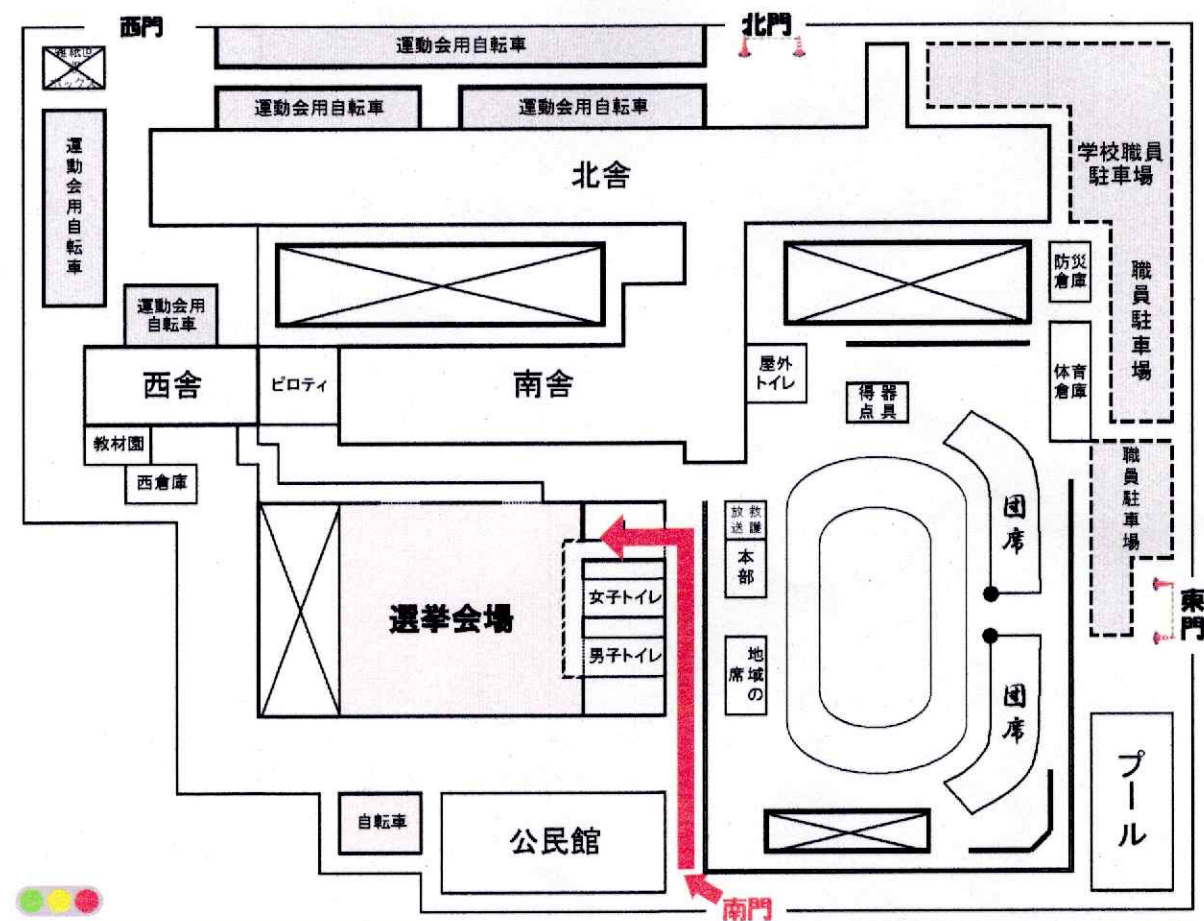 西門
北門
運動会用自転車
運動会用自転車
運動会用自転車
運動会用自転車
北舎
学校職員
駐車場
防災
倉庫
職員駐車場
運動会用
自転車
西舎
ピロティ
南舎
屋外
トイレ
得点
器具
体育
倉庫
教材園
西倉庫
職員駐車場
放送
救護
本部
団席
選挙会場
女子トイレ
男子トイレ
地域の
席
団席
東門
自転車
公民館
プール
南門